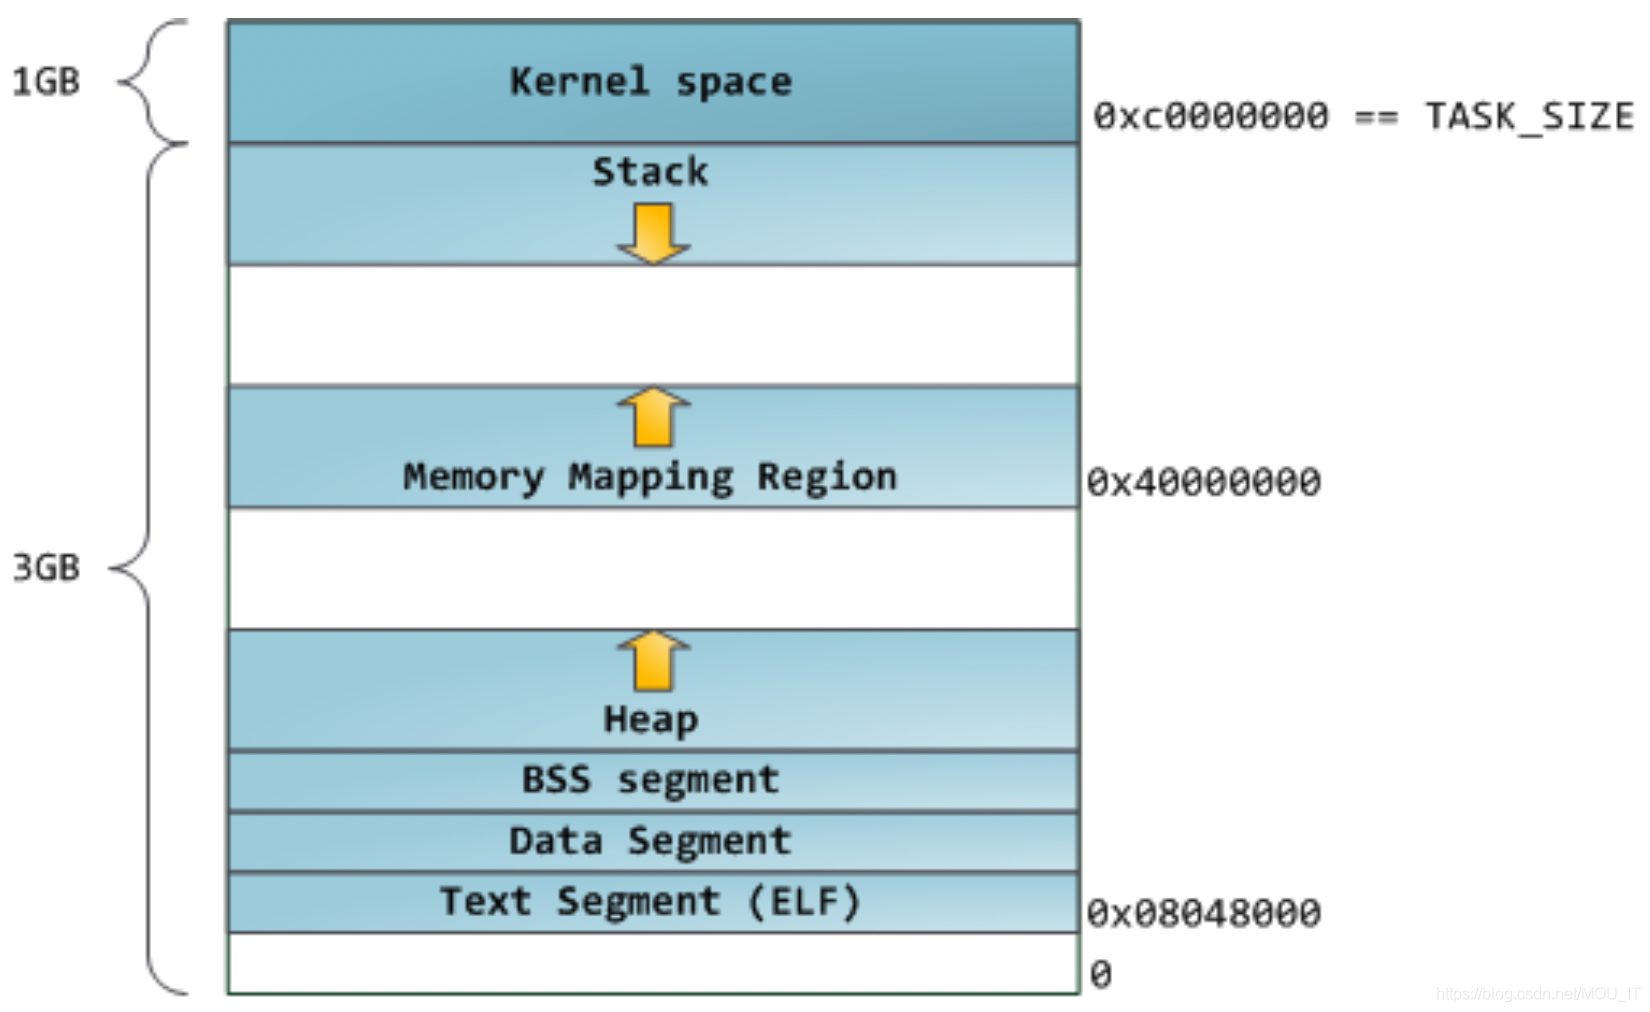 1GB
Kernel space
0xc0000000 == TASK_SIZE
Stack
Memory Mapping Region
0x40000000
3GB
Heap
BSS segment
Data Segment
Text Segment (ELF)
0x08048000
0
https://blog.csdn.net/MOU_IT